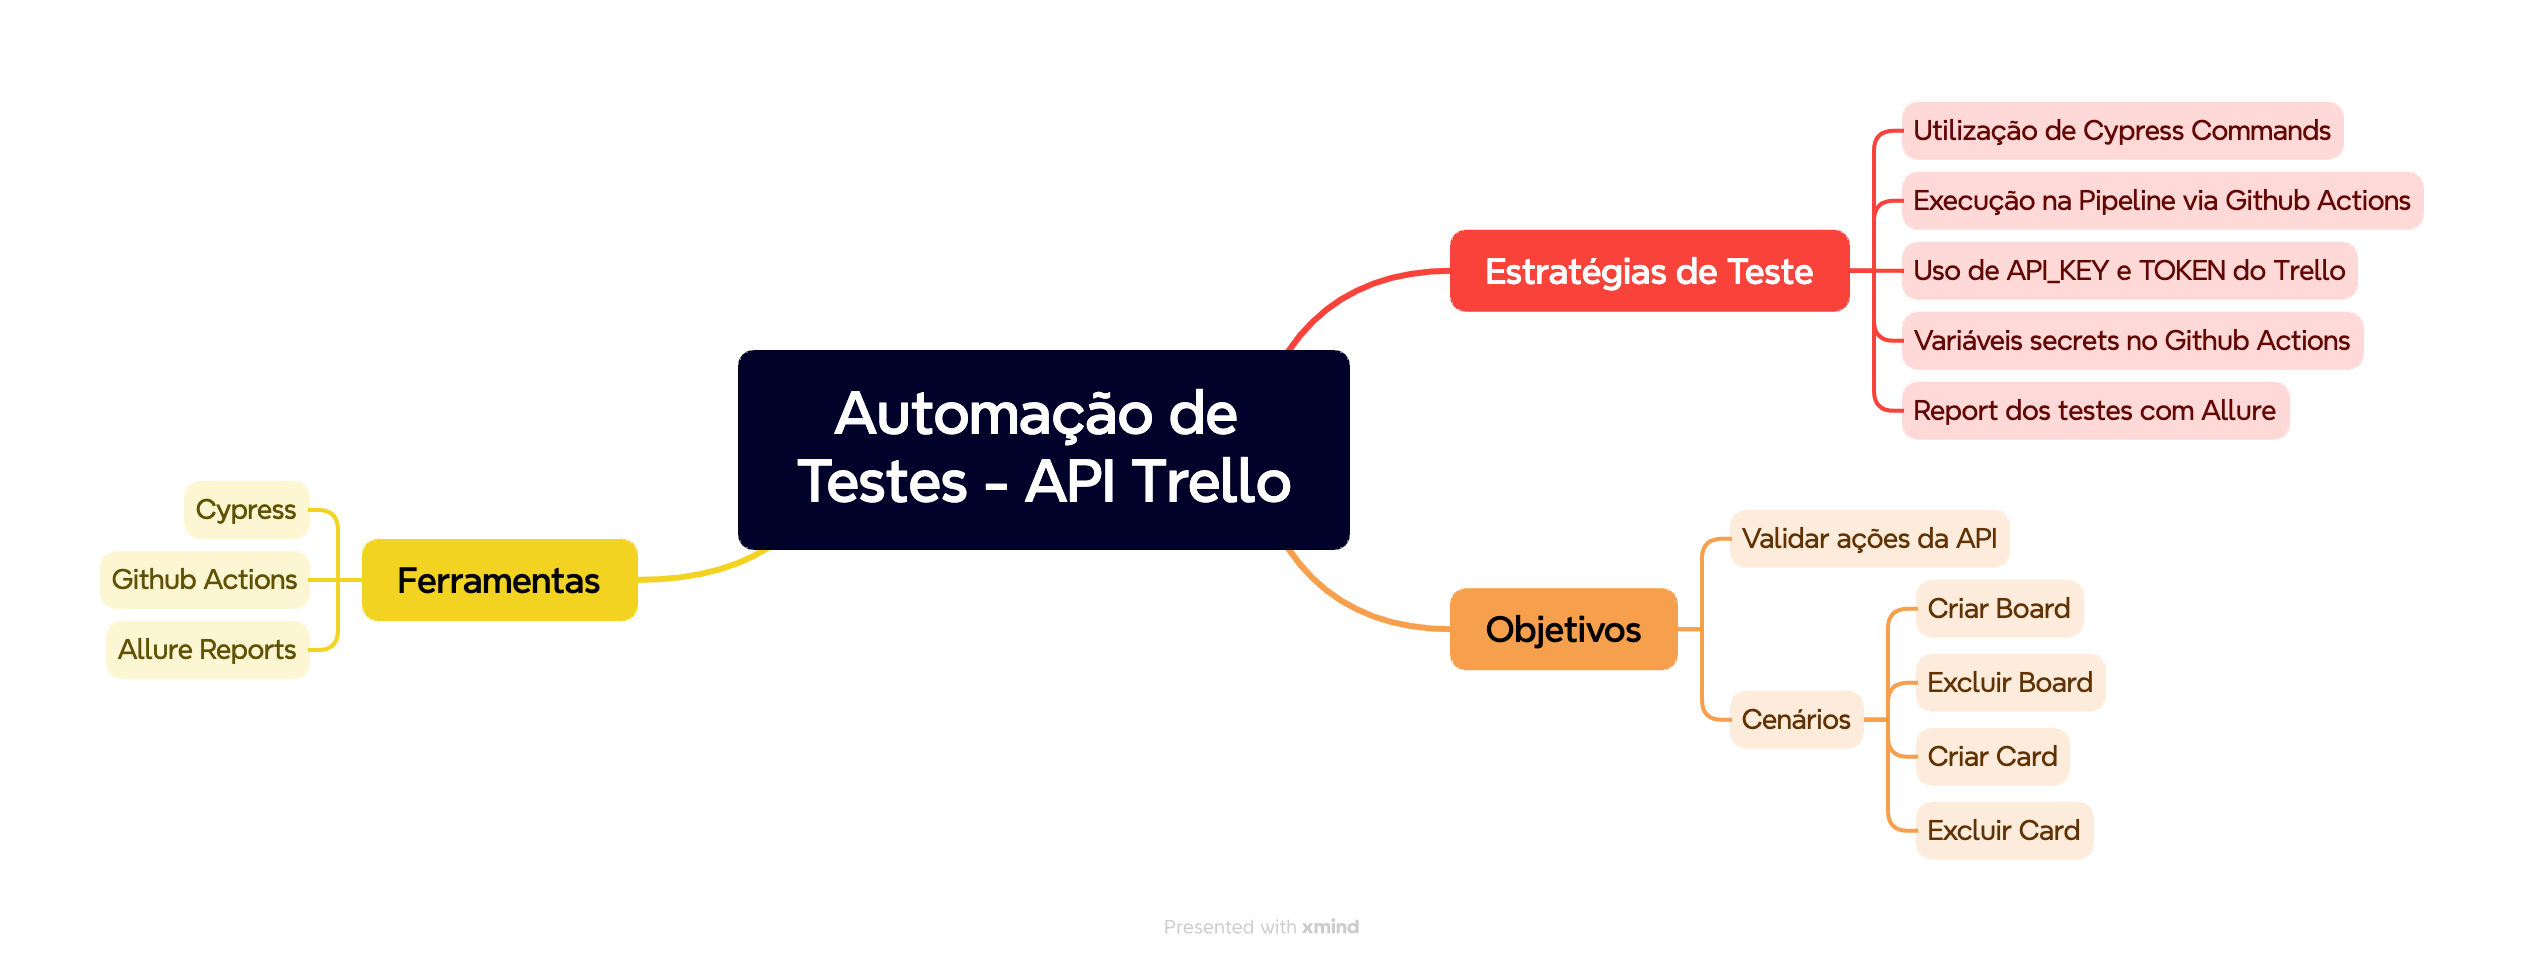 Automação de
Testes - API Trello
Estratégias de Teste
Utilização de Cypress Commands
Execução na Pipeline via Github Actions
Uso de API_KEY e TOKEN do Trello
Variáveis secrets no Github Actions
Report dos testes com Allure
Objetivos
Validar ações da API
Cenários
Criar Board
Excluir Board
Criar Card
Excluir Card
Ferramentas
Cypress
Github Actions
Allure Reports
Presented with xmind